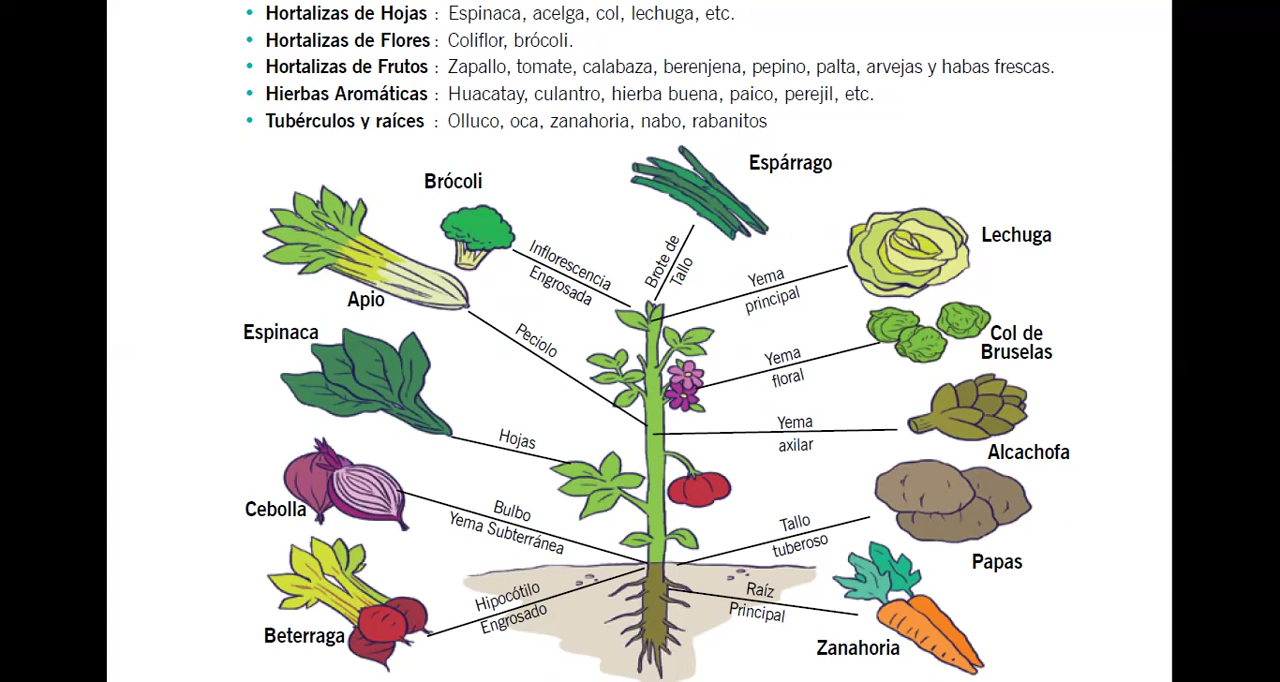 • Hortalizas de Hojas : Espinaca, acelga, col, lechuga, etc.
• Hortalizas de Flores : Coliflor, brócoli.
• Hortalizas de Frutos : Zapallo, tomate, calabaza, berenjena, pepino, palta, arvejas y habas frescas.
• Hierbas Aromáticas : Huacatay, culantro, hierba buena, paico, perejil, etc.
• Tubérculos y raíces : Olluco, oca, zanahoria, nabo, rabanitos
Espárrago
Brócoli
Lechuga
Inflorescencia
Engrosada
Brote de
Tallo
Yema
principal
Apio
Pecíolo
Espinaca
Col de
Bruselas
Yema
floral
Yema
axilar
Hojas
Alcachofa
Cebolla
Bulbo
Yema Subterránea
Tallo
tuberoso
Papas
Hipocótilo
Engrosado
Raíz
Principal
Beterraga
Zanahoria